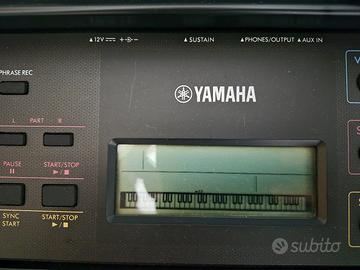 ▲12V ⎓ ⊖-●-⊕ ▲SUSTAIN ▲PHONES/OUTPUT ▲AUX IN
PHRASE REC
YAMAHA
L PART R
PAUSE START/STOP
SYNC START START/STOP
subito